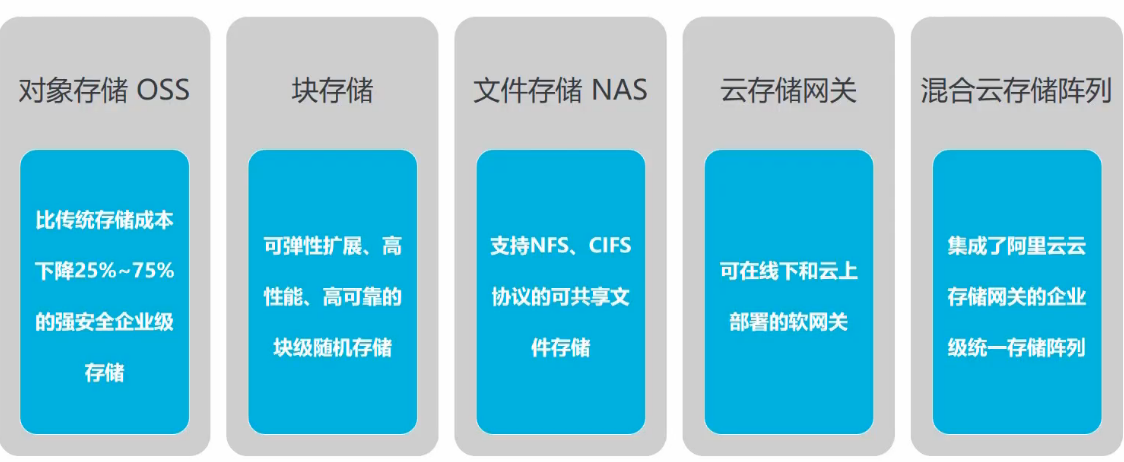 对象存储 OSS
比传统存储成本
下降25%~75%
的强安全企业级
存储
块存储
可弹性扩展、高
性能、高可靠的
块级随机存储
文件存储 NAS
支持NFS、CIFS
协议的可共享文
件存储
云存储网关
可在线下和云上
部署的软网关
混合云存储阵列
集成了阿里云云
存储网关的企业
级统一存储阵列